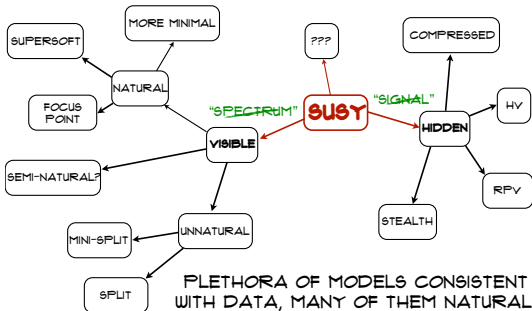 MORE MINIMAL
SUPERSOFT
???
COMPRESSED
NATURAL
"SPECTRUM"
SUSY
"SIGNAL"
HV
FOCUS
POINT
VISIBLE
HIDDEN
SEMI-NATURAL?
RPV
STEALTH
MINI-SPLIT
UNNATURAL
SPLIT
PLETHORA OF MODELS CONSISTENT
WITH DATA, MANY OF THEM NATURAL